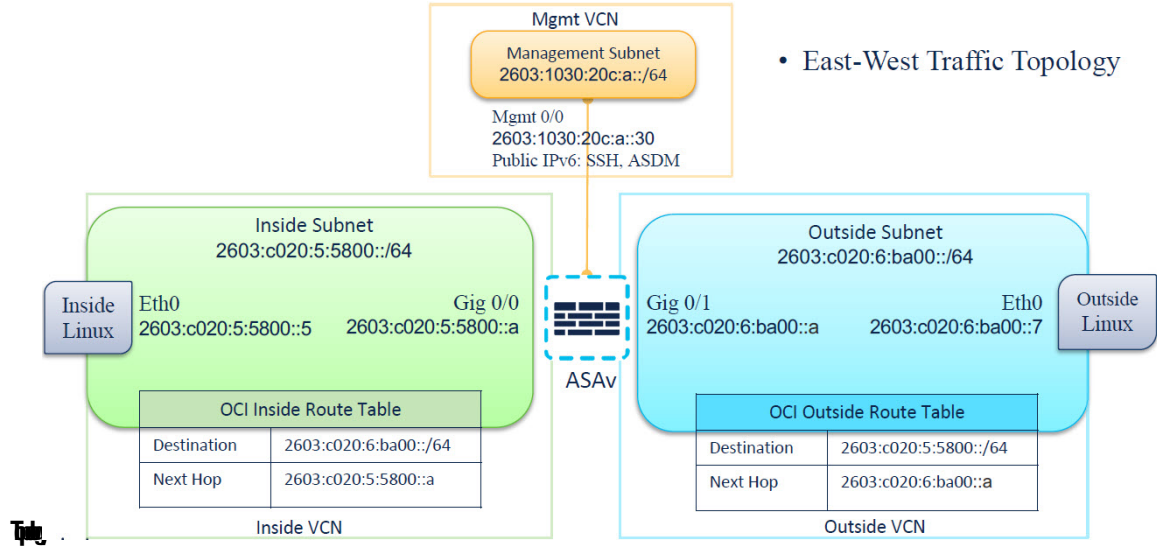 Mgmt VCN
Management Subnet
2603:1030:20c:a::/64
• East-West Traffic Topology
Mgmt 0/0
2603:1030:20c:a::30
Public IPv6: SSH, ASDM
Inside Subnet
2603:c020:5:5800::/64
Outside Subnet
2603:c020:6:ba00::/64
Inside
Linux
Eth0
2603:c020:5:5800::5
Gig 0/0
2603:c020:5:5800::a
ASAv
Gig 0/1
2603:c020:6:ba00::a
Eth0
2603:c020:6:ba00::7
Outside
Linux
OCI Inside Route Table
Destination 2603:c020:6:ba00::/64
Next Hop 2603:c020:5:5800::a
OCI Outside Route Table
Destination 2603:c020:5:5800::/64
Next Hop 2603:c020:6:ba00::a
Inside VCN
Outside VCN